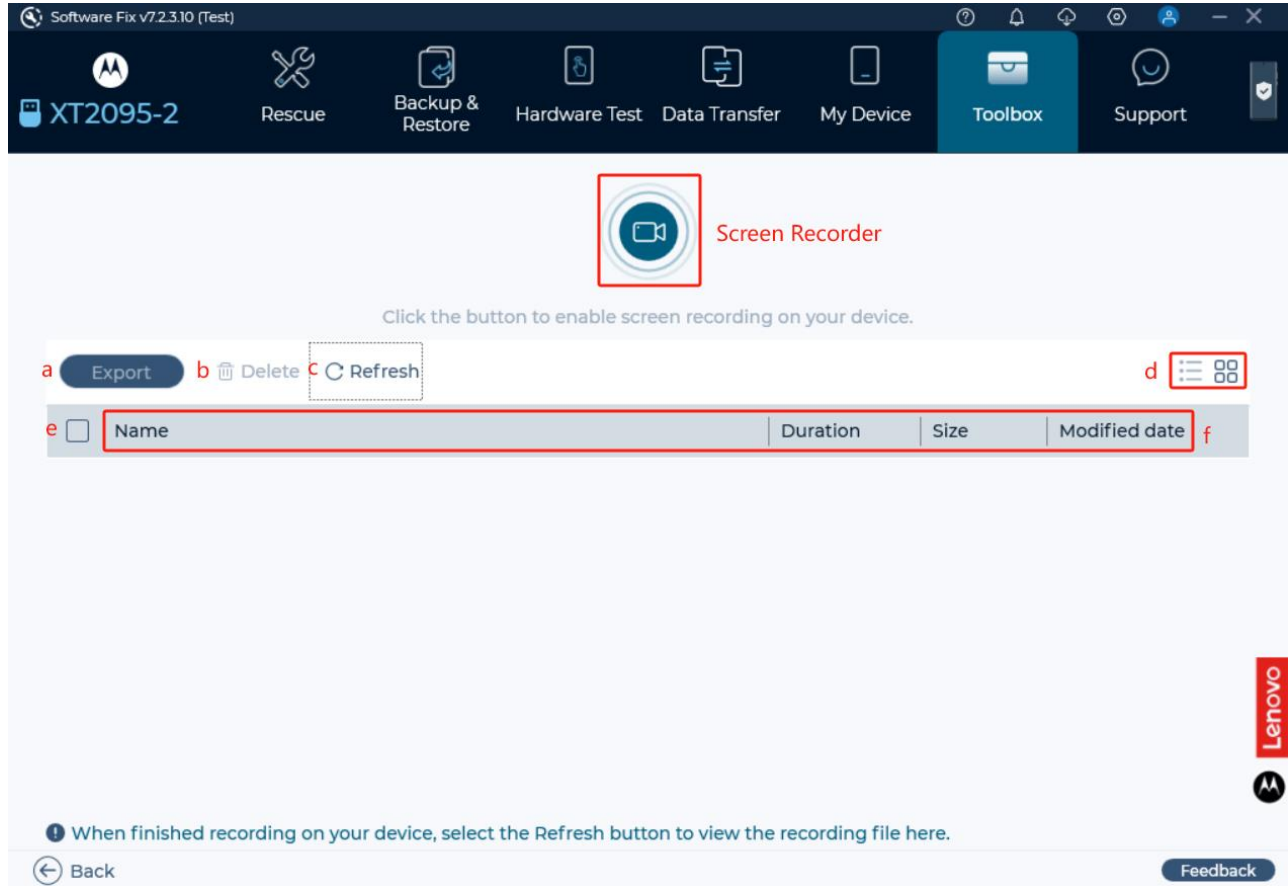 Software Fix v7.2.3.10 (Test)
XT2095-2
Rescue
Backup &
Restore
Hardware Test
Data Transfer
My Device
Toolbox
Support
Screen Recorder
Click the button to enable screen recording on your device.
a Export b Delete c Refresh d
e Name Duration Size Modified date f
Lenovo
When finished recording on your device, select the Refresh button to view the recording file here.
Back Feedback